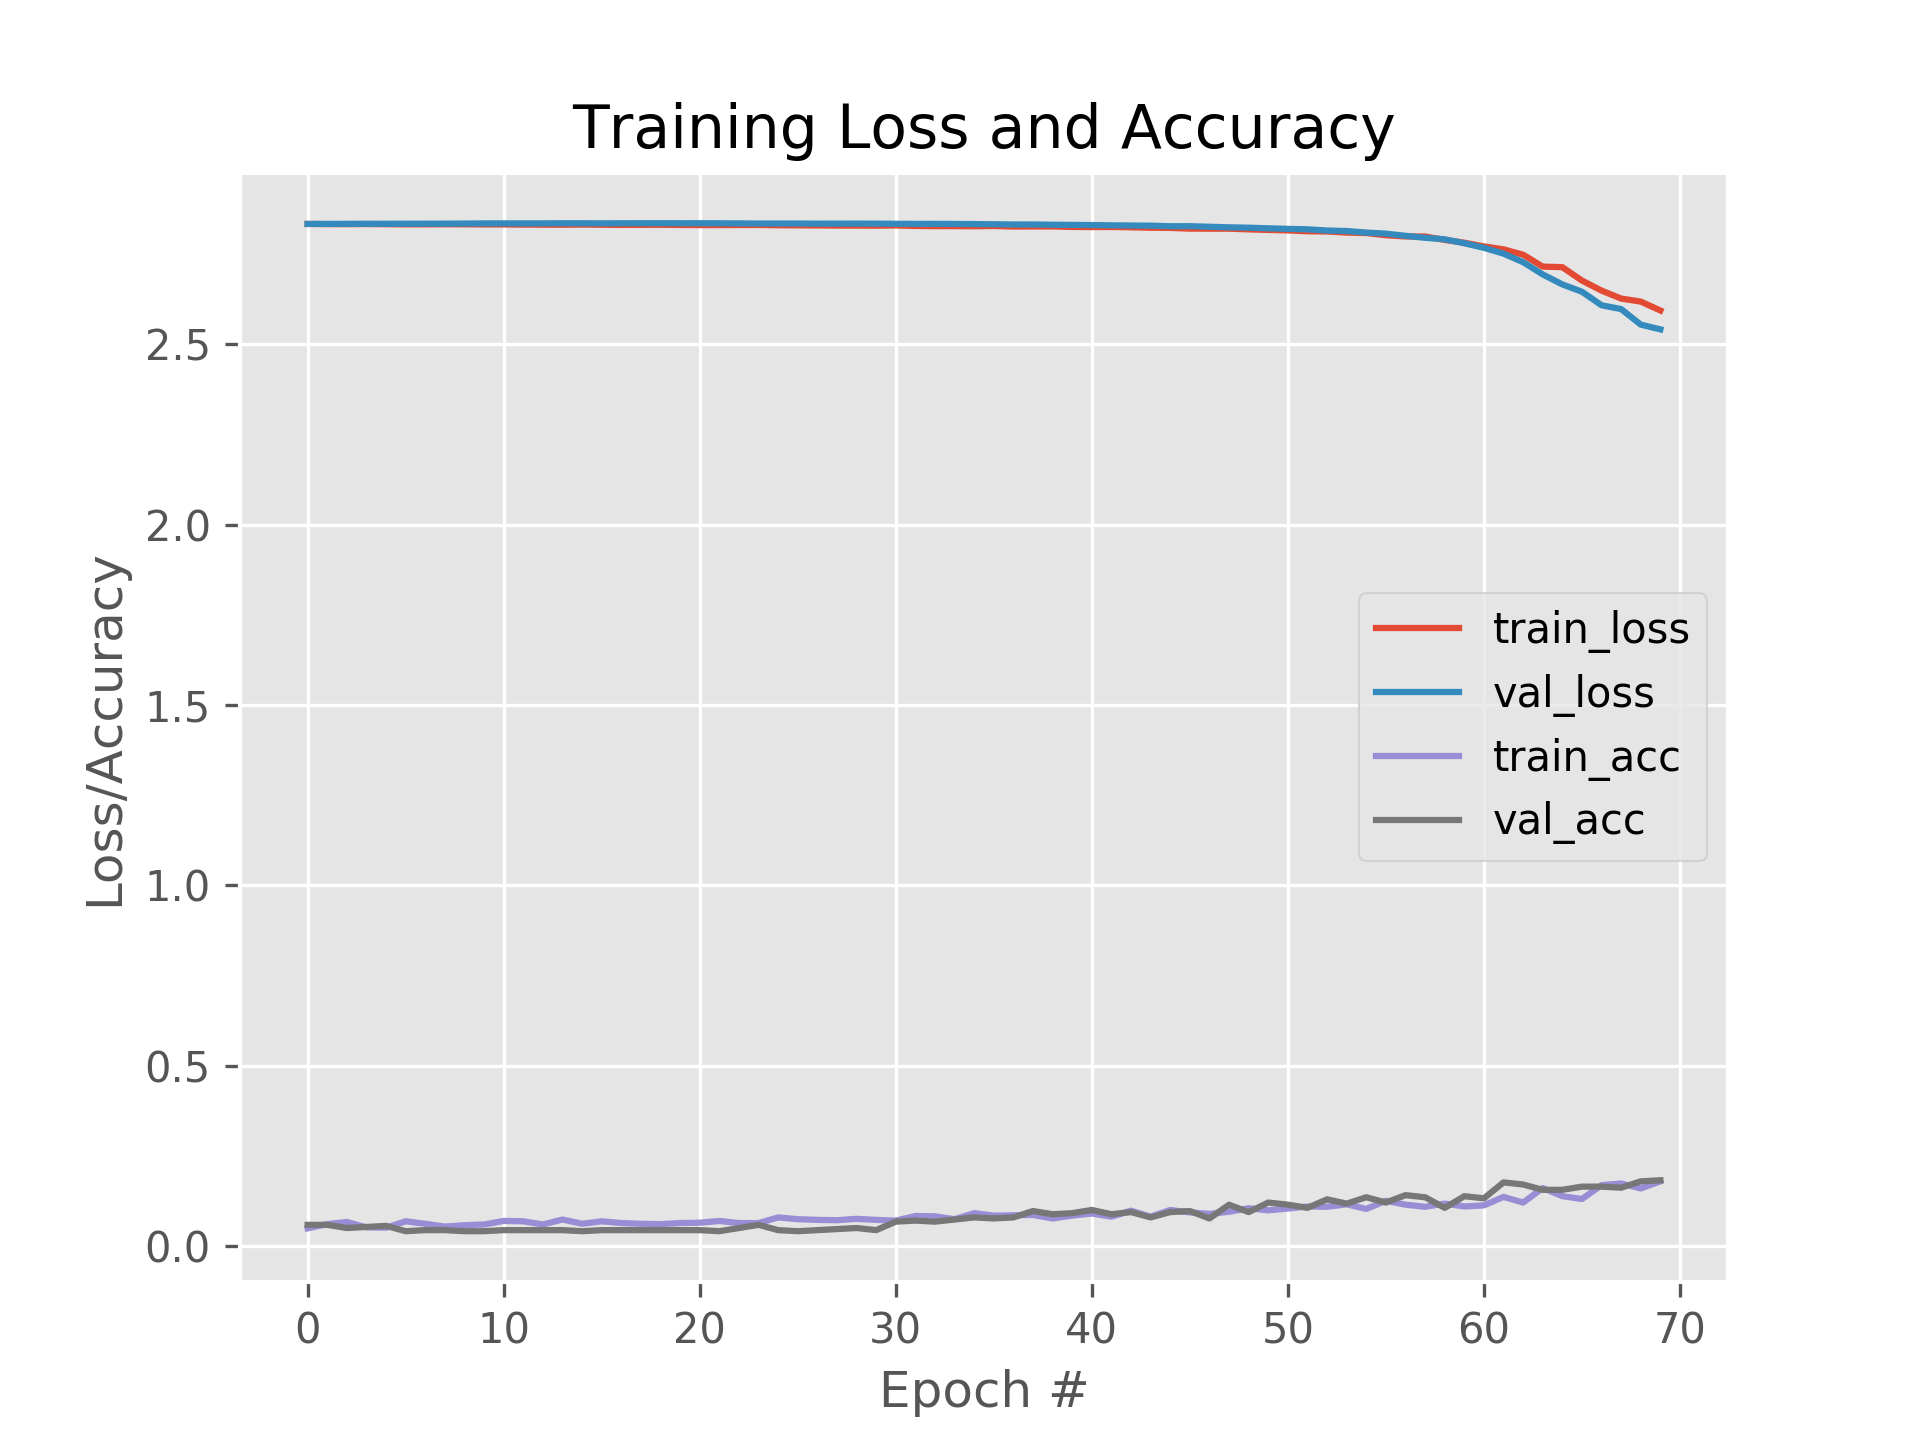 Training Loss and Accuracy
Loss/Accuracy
2.5
2.0
1.5
1.0
0.5
0.0
train_loss
val_loss
train_acc
val_acc
0 10 20 30 40 50 60 70
Epoch #